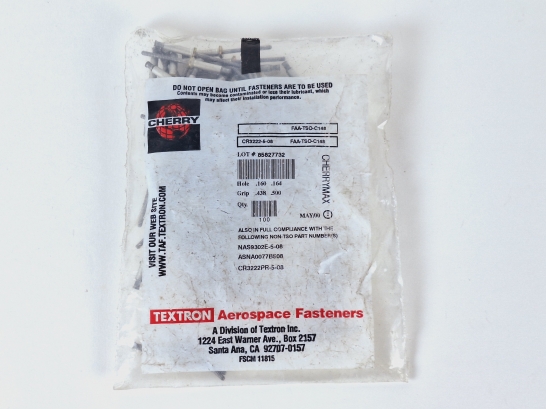 DO NOT OPEN BAG UNTIL FASTENERS ARE TO BE USED
Contents may become contaminated or lose their lubricant, which
may affect their installation performance.
CHERRY
FAA-TSO-C148
CR3222-5-08 FAA-TSO-C148
LOT # 85827732
Hole .160 .164
Grip .438 .500
Qty.
100
MAY/00
CHERRYMAX
VISIT OUR WEB SITE
WWW.TAF.TEXTRON.COM
ALSO IN FULL COMPLIANCE WITH THE
FOLLOWING NON-TSO PART NUMBER(S)
NAS9302E-5-08
ASNA0077B508
CR3222PR-5-08
TEXTRON Aerospace Fasteners
A Division of Textron Inc.
1224 East Warner Ave., Box 2157
Santa Ana, CA 92707-0157
FSCM 11815